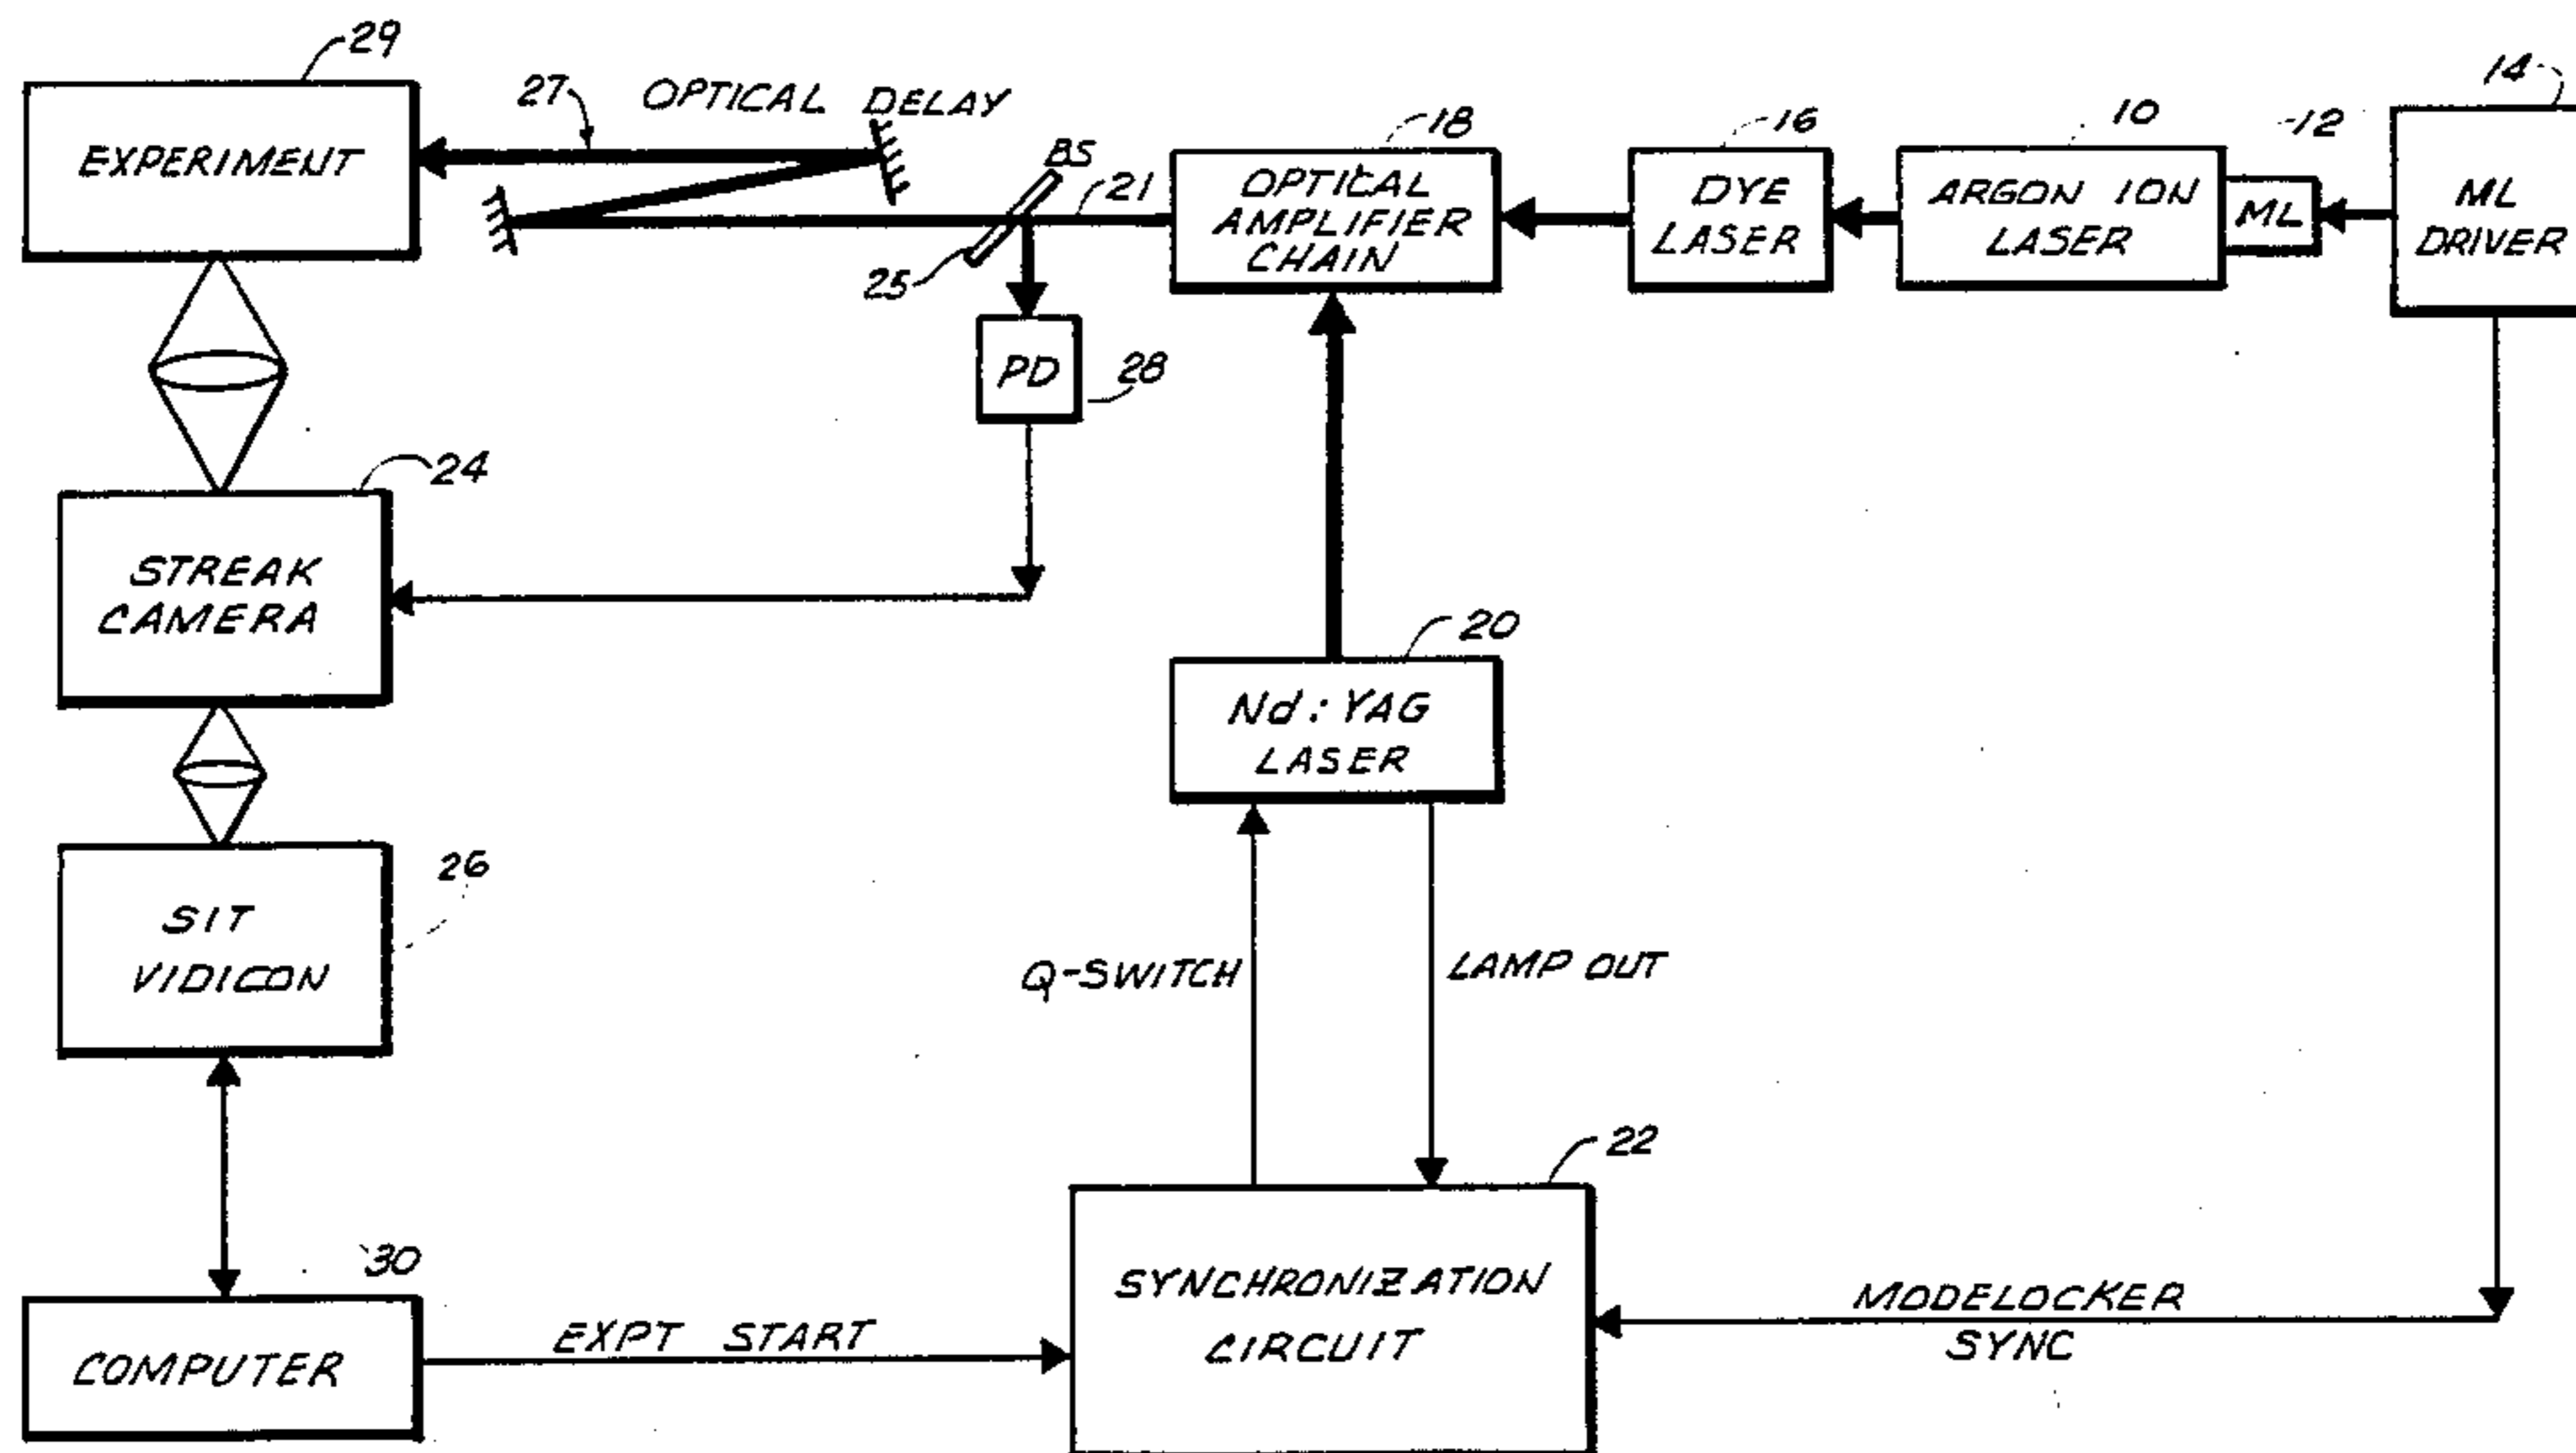 29
EXPERIMENT
27
OPTICAL DELAY
BS
21
25
18
OPTICAL
AMPLIFIER
CHAIN
16
DYE
LASER
10
ARGON ION
LASER
12
ML
14
ML
DRIVER
PD
28
24
STREAK
CAMERA
20
Nd:YAG
LASER
26
SIT
VIDICON
Q-SWITCH
LAMP OUT
22
SYNCHRONIZATION
CIRCUIT
30
COMPUTER
EXPT START
MODELOCKER
SYNC